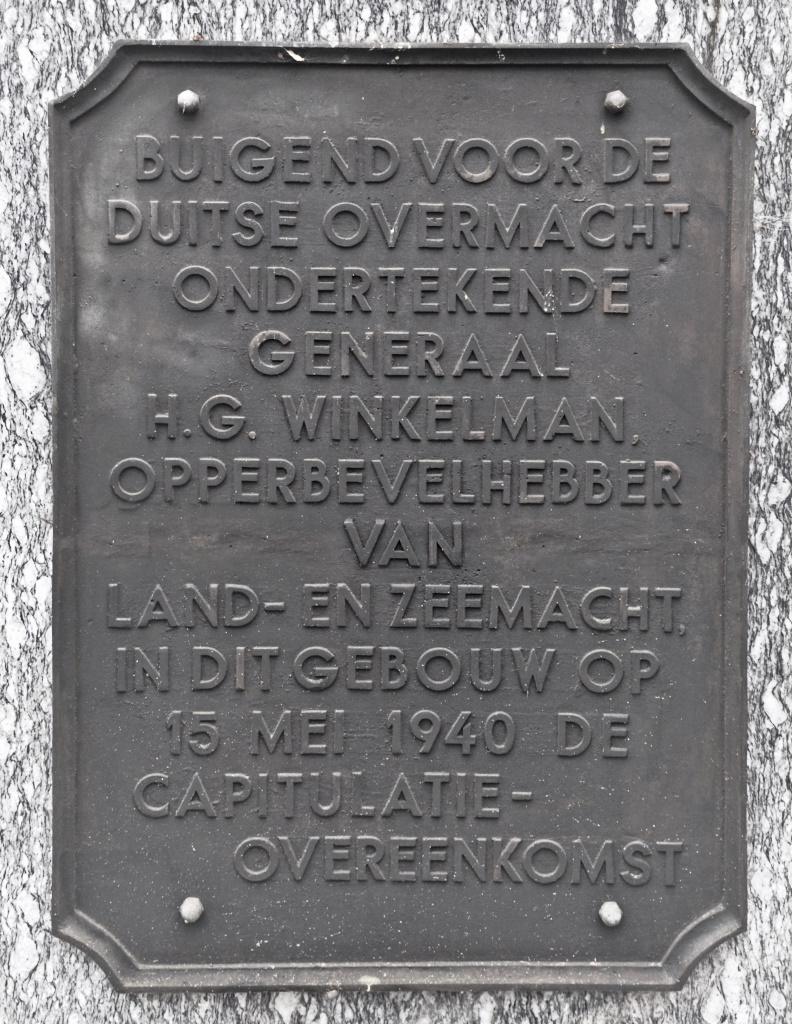 BUIGEND VOOR DE
DUITSE OVERMACHT
ONDERTEKENDE
GENERAAL
H.G. WINKELMAN,
OPPERBEVELHEBBER
VAN
LAND- EN ZEEMACHT,
IN DIT GEBOUW OP
15 MEI 1940 DE
CAPITULATIE-
OVEREENKOMST